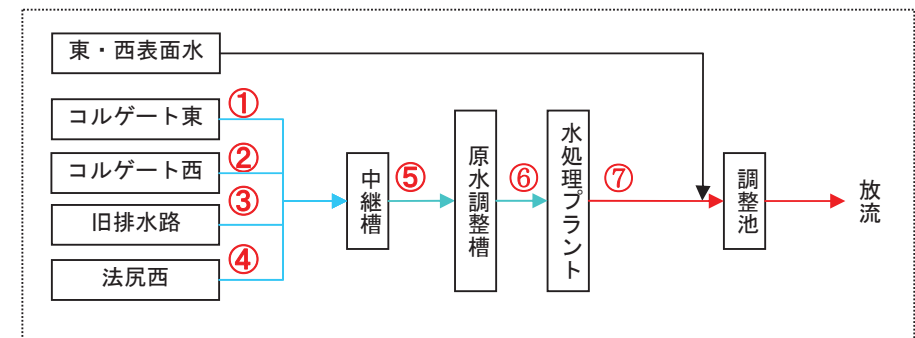 東・西表面水
コルゲート東
①
コルゲート西
②
旧排水路
③
法尻西
④
中継槽
⑤
原水調整槽
⑥
水処理プラント
⑦
調整池
放流